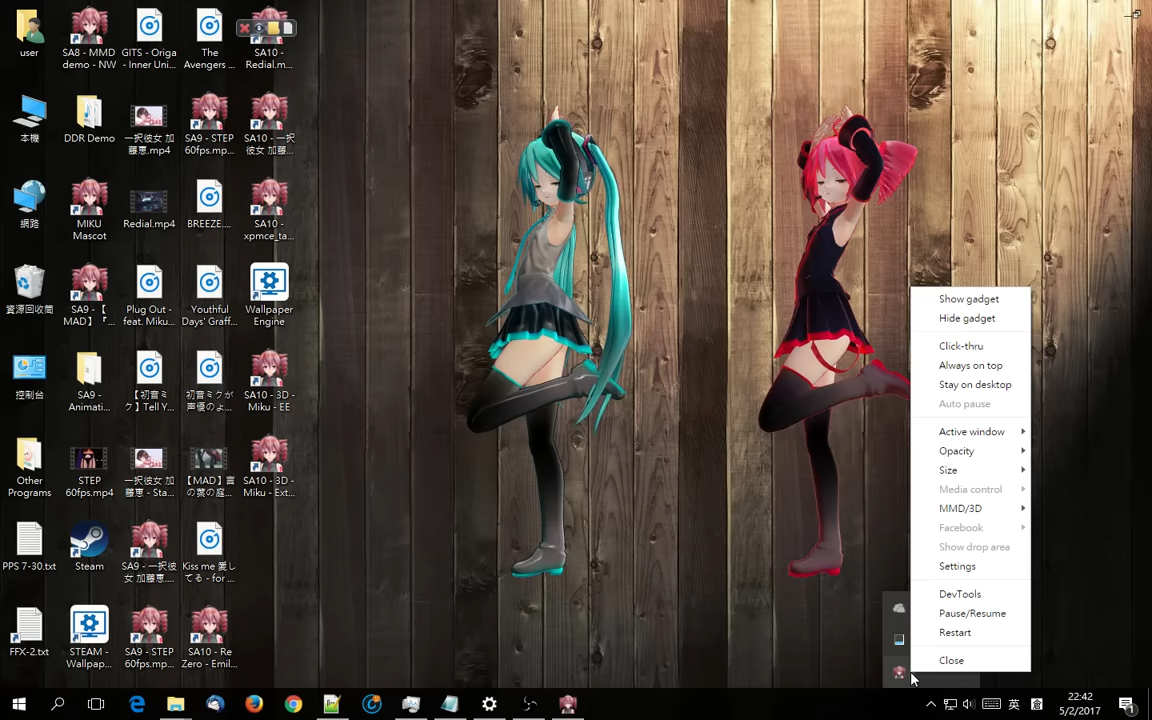 user
SA8 - MMD
demo - NW
GITS - Origa
- Inner Uni...
The
Avengers ...
SA10 -
Redial.m...
本機
DDR Demo
一択彼女 加
藤恵.mp4
SA9 - STEP
60fps.mp...
SA10 - 一択
彼女 加藤...
網路
MIKU
Mascot
Redial.mp4
BREEZE....
SA10 -
xpmce_ta...
資源回收筒
SA9 - 【
MAD】『...
Plug Out -
feat. Miku...
Youthful
Days' Graff...
Wallpaper
Engine
控制台
SA9 -
Animati...
【初音ミ
ク】Tell Y...
初音ミクが
声優のよ...
SA10 - 3D -
Miku - EE
Other
Programs
STEP
60fps.mp4
一択彼女 加
藤恵 - Sta...
【MAD】言
の葉の庭...
SA10 - 3D -
Miku - Ext...
PPS 7-30.txt
Steam
SA9 - 一択彼
女 加藤恵....
Kiss me 愛し
てる - for ...
FFX-2.txt
STEAM -
Wallpap...
SA9 - STEP
60fps.mp...
SA10 - Re
Zero - Emil...
Show gadget
Hide gadget
Click-thru
Always on top
Stay on desktop
Auto pause
Active window
Opacity
Size
Media control
MMD/3D
Facebook
Show drop area
Settings
DevTools
Pause/Resume
Restart
Close
英
22:42
5/2/2017
1